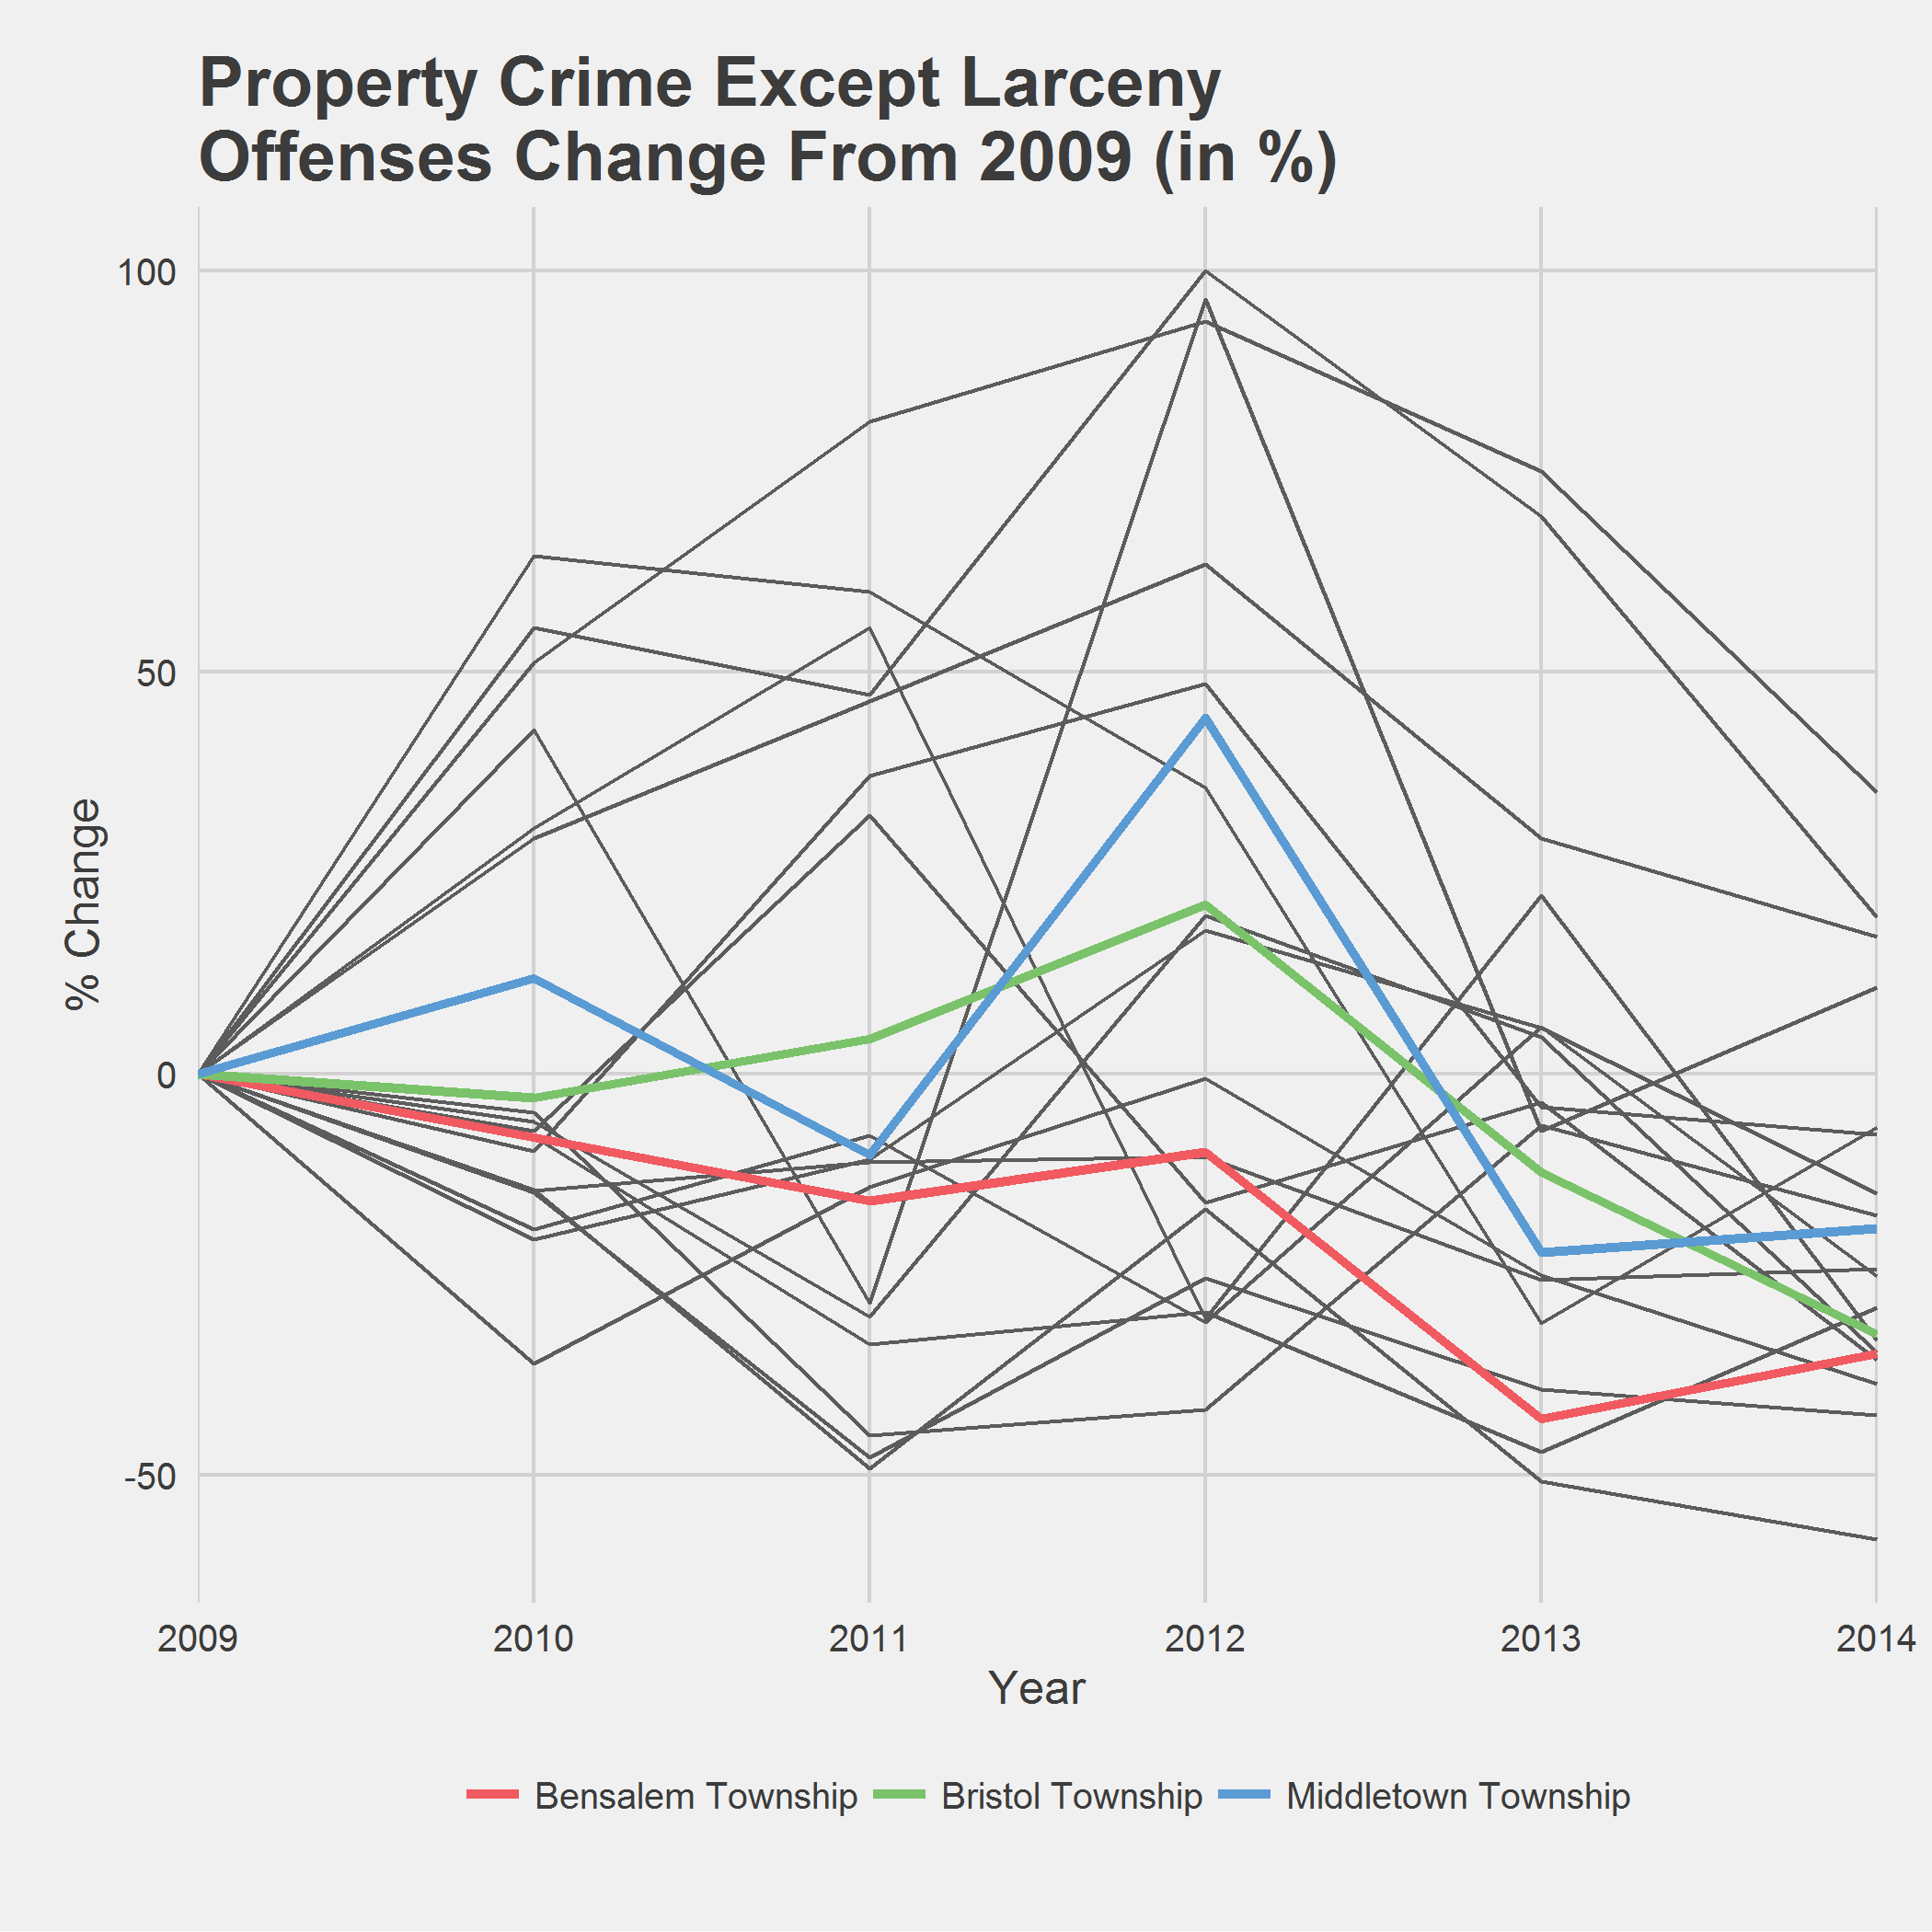 Property Crime Except Larceny
Offenses Change From 2009 (in %)
100
50
0
-50
% Change
2009 2010 2011 2012 2013 2014
Year
Bensalem Township Bristol Township Middletown Township